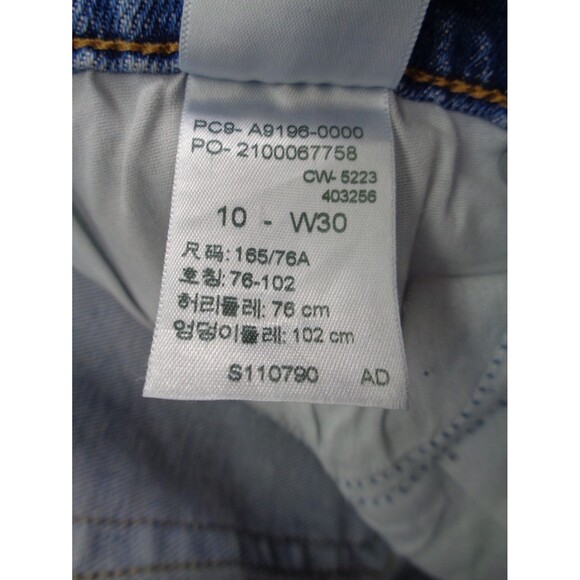 PC9- A9196-0000
PO- 2100067758
CW- 5223
403256
10 - W30
尺码: 165/76A
호칭: 76-102
허리둘레: 76 cm
엉덩이둘레: 102 cm
S110790 AD